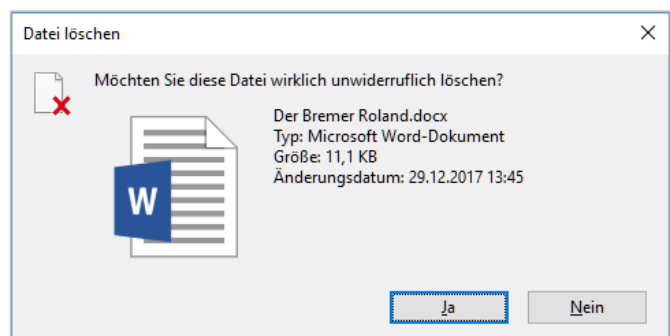 Datei löschen
Möchten Sie diese Datei wirklich unwiderruflich löschen?
Der Bremer Roland.docx
Typ: Microsoft Word-Dokument
Größe: 11,1 KB
Änderungsdatum: 29.12.2017 13:45
W
Ja
Nein